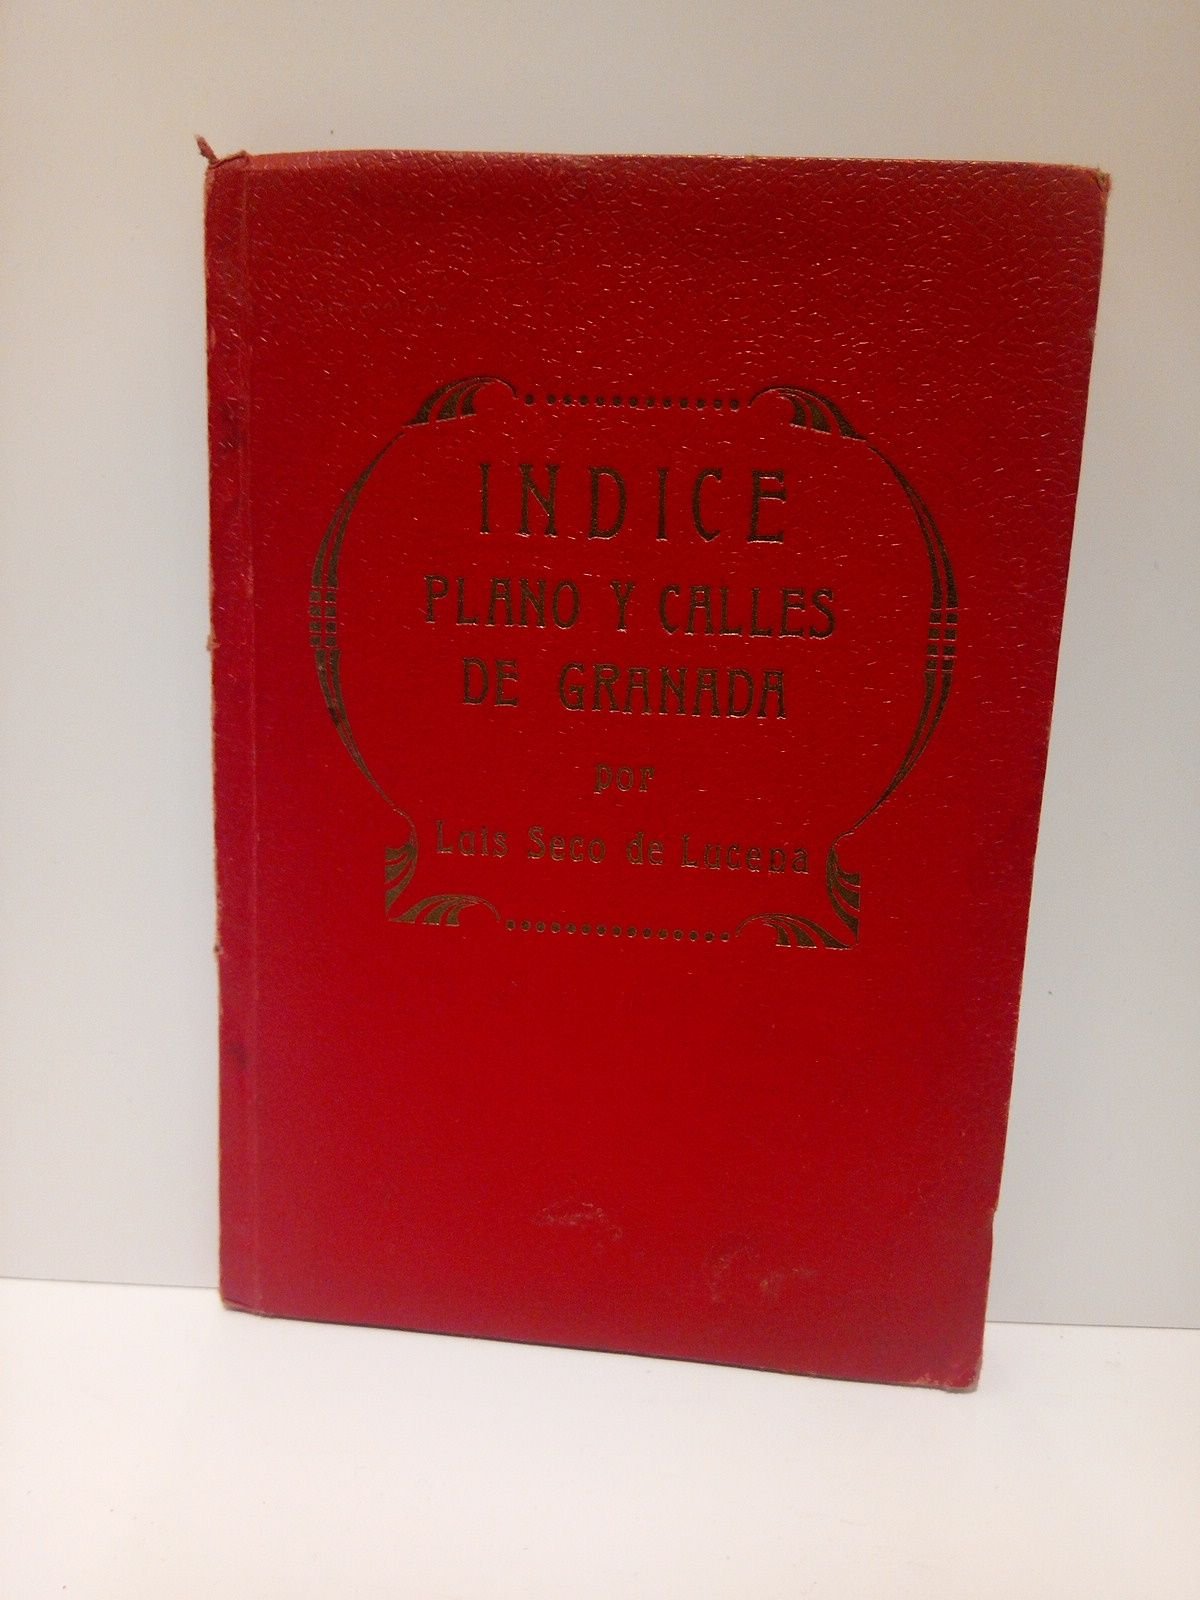 INDICE
PLANO Y CALLES
DE GRANADA
por
Luis Seco de Lucena